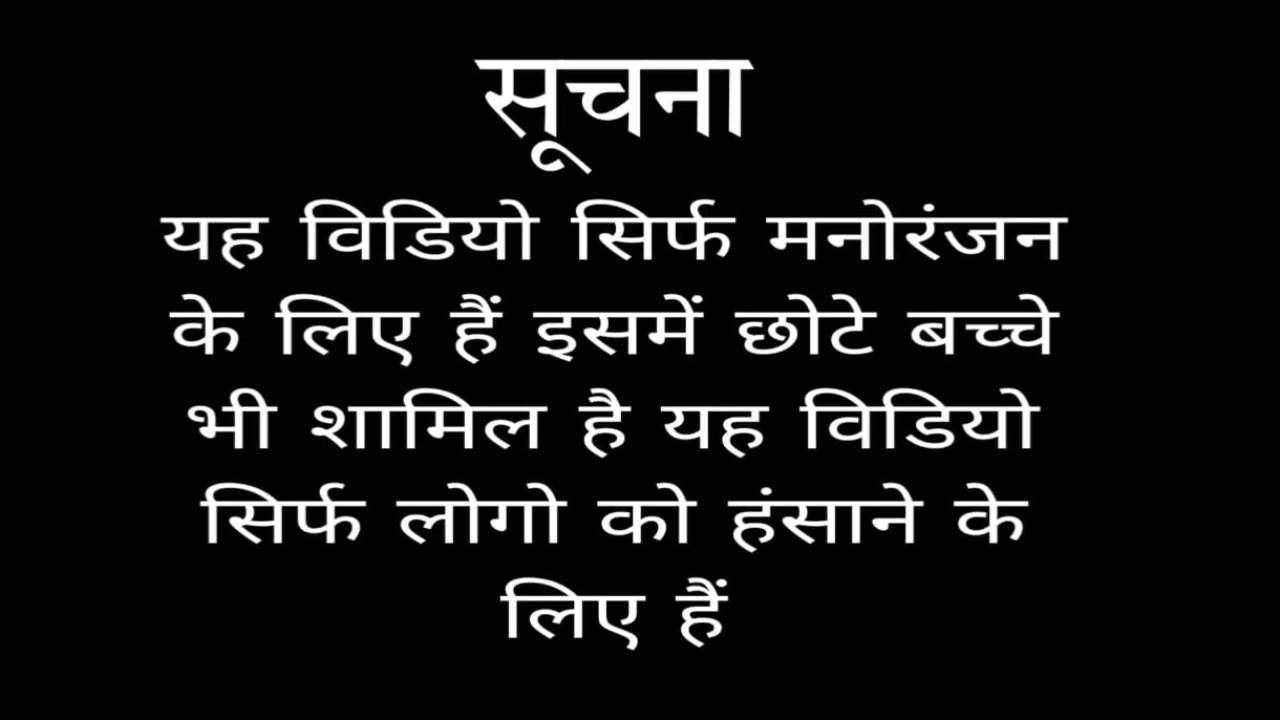 सूचना
यह विडियो सिर्फ मनोरंजन
के लिए हैं इसमें छोटे बच्चे
भी शामिल है यह विडियो
सिर्फ लोगो को हंसाने के
लिए हैं